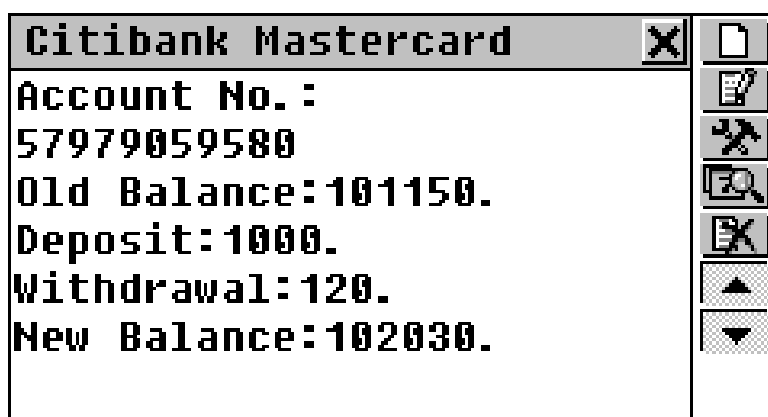 Citibank Mastercard
Account No.:
57979059580
Old Balance:101150.
Deposit:1000.
Withdrawal:120.
New Balance:102030.